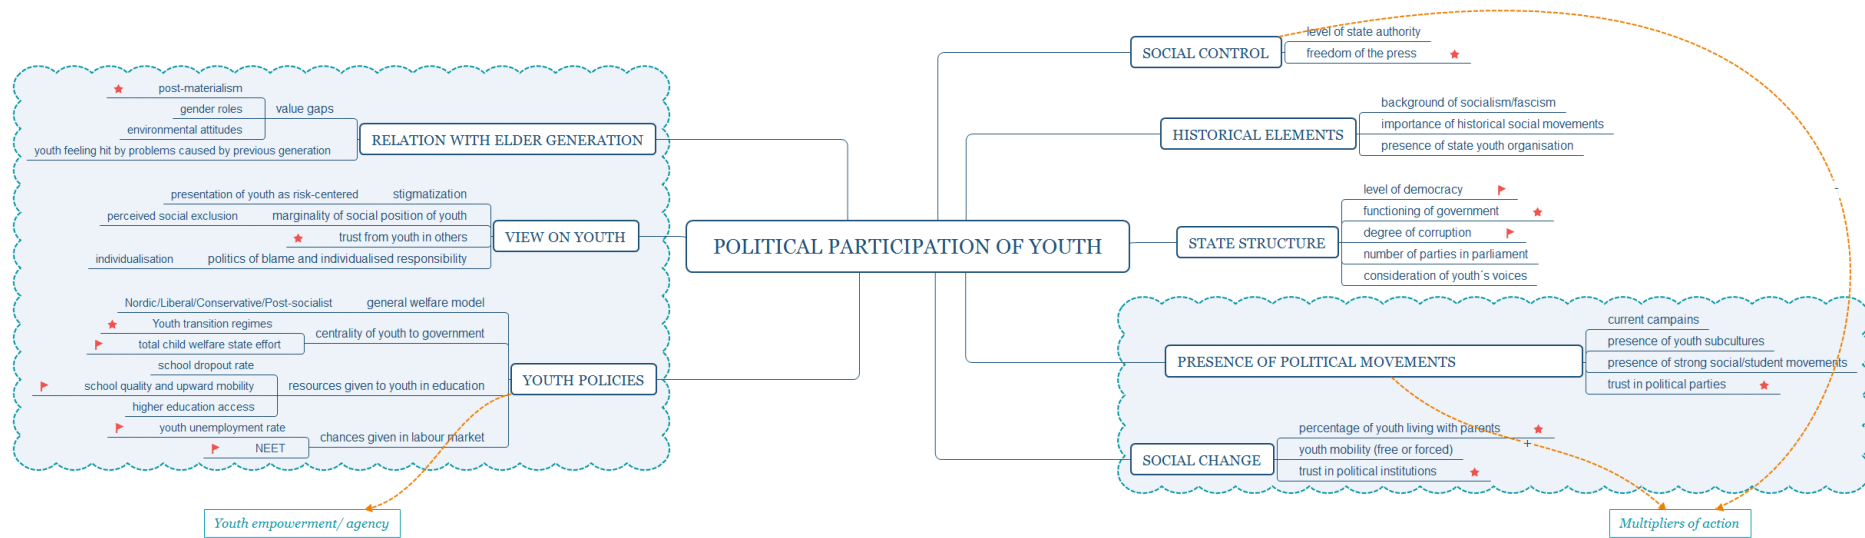 POLITICAL PARTICIPATION OF YOUTH
RELATION WITH ELDER GENERATION
value gaps
post-materialism
gender roles
environmental attitudes
youth feeling hit by problems caused by previous generation
VIEW ON YOUTH
stigmatization
presentation of youth as risk-centered
marginality of social position of youth
perceived social exclusion
trust from youth in others
politics of blame and individualised responsibility
individualisation
YOUTH POLICIES
general welfare model
Nordic/Liberal/Conservative/Post-socialist
centrality of youth to government
Youth transition regimes
total child welfare state effort
resources given to youth in education
school dropout rate
school quality and upward mobility
higher education access
chances given in labour market
youth unemployment rate
NEET
Youth empowerment/ agency
SOCIAL CONTROL
level of state authority
freedom of the press
HISTORICAL ELEMENTS
background of socialism/fascism
importance of historical social movements
presence of state youth organisation
STATE STRUCTURE
level of democracy
functioning of government
degree of corruption
number of parties in parliament
consideration of youth`s voices
-
PRESENCE OF POLITICAL MOVEMENTS
current campains
presence of youth subcultures
presence of strong social/student movements
trust in political parties
SOCIAL CHANGE
percentage of youth living with parents
+
youth mobility (free or forced)
trust in political institutions
Multipliers of action